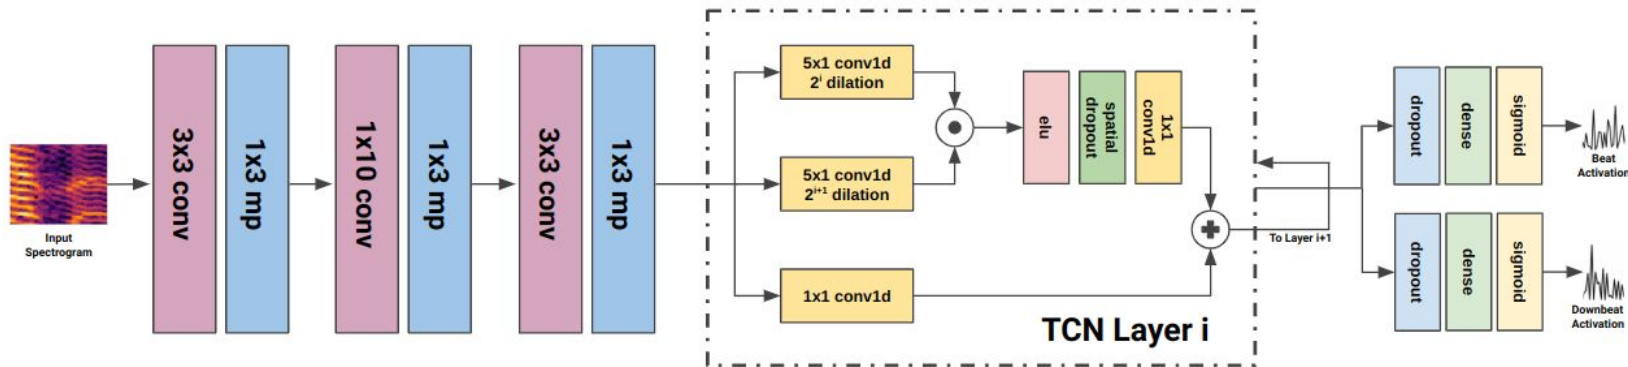 Input
Spectrogram
3x3 conv
1x3 mp
1x10 conv
1x3 mp
3x3 conv
1x3 mp
5x1 conv1d
2^i dilation
5x1 conv1d
2^{i+1} dilation
1x1 conv1d
elu
spatial
dropout
1x1
conv1d
To Layer i+1
TCN Layer i
dropout
dense
sigmoid
Beat
Activation
dropout
dense
sigmoid
Downbeat
Activation